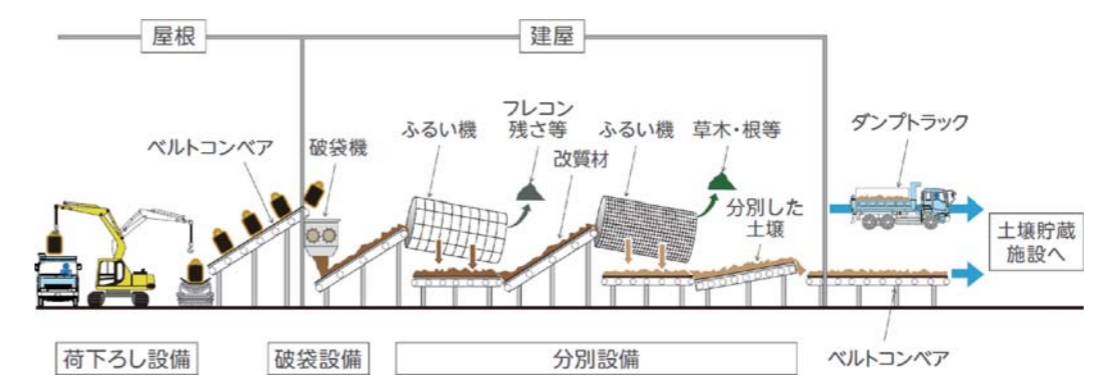 屋根
建屋
フレコン
残さ等
ふるい機
ふるい機
草木・根等
ダンプトラック
ベルトコンベア
破袋機
改質材
分別した
土壌
土壌貯蔵
施設へ
荷下ろし設備
破袋設備
分別設備
ベルトコンベア